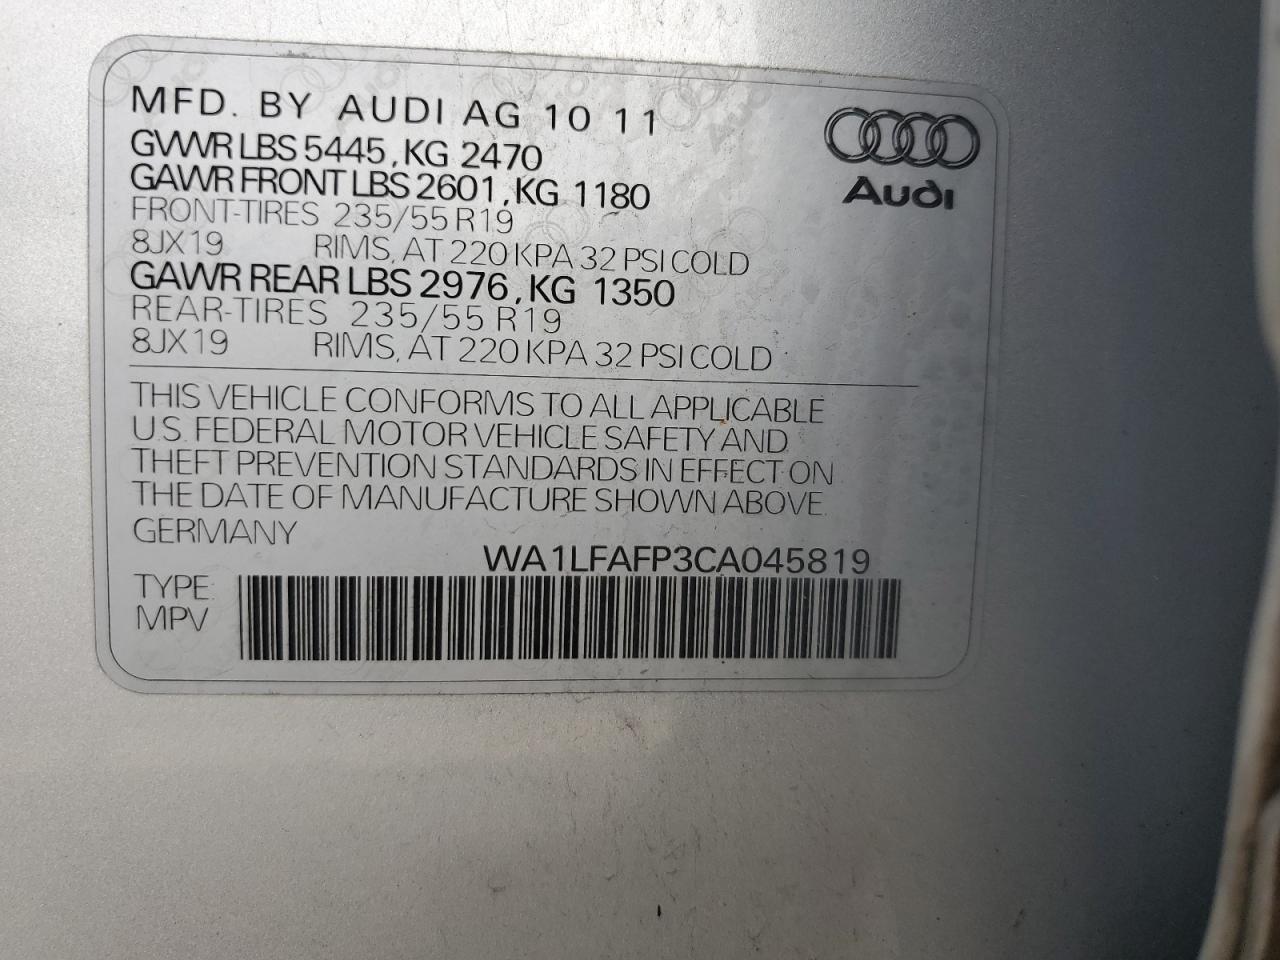 MFD. BY AUDI AG 10 11
GVWR LBS 5445, KG 2470
GAWR FRONT LBS 2601, KG 1180
FRONT-TIRES 235/55 R19
8JX19 RIMS, AT 220 KPA 32 PSI COLD
GAWR REAR LBS 2976, KG 1350
REAR-TIRES 235/55 R19
8JX19 RIMS, AT 220 KPA 32 PSI COLD
Audi
THIS VEHICLE CONFORMS TO ALL APPLICABLE
U.S. FEDERAL MOTOR VEHICLE SAFETY AND
THEFT PREVENTION STANDARDS IN EFFECT ON
THE DATE OF MANUFACTURE SHOWN ABOVE.
GERMANY
WA1LFAFP3CA045819
TYPE:
MPV